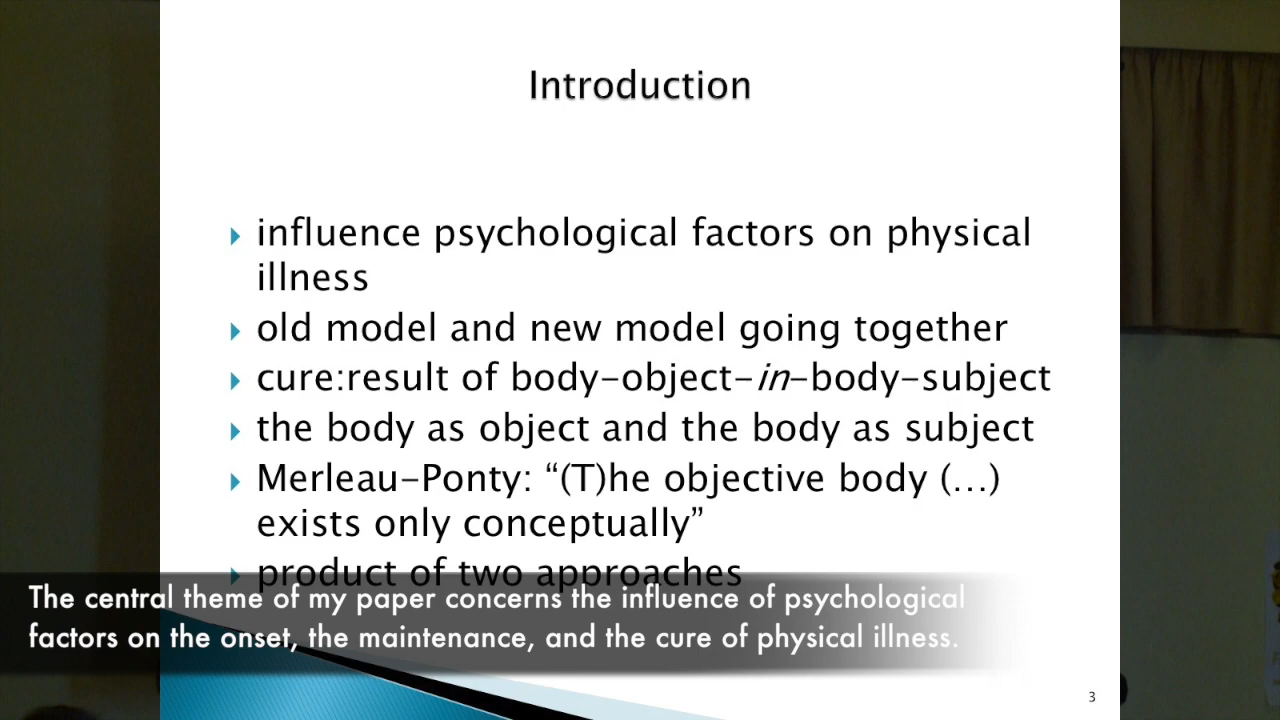 Introduction
influence psychological factors on physical
illness
old model and new model going together
cure:result of body-object-in-body-subject
the body as object and the body as subject
Merleau-Ponty: “(T)he objective body (…)
exists only conceptually”
product of two approaches
The central theme of my paper concerns the influence of psychological
factors on the onset, the maintenance, and the cure of physical illness.
3